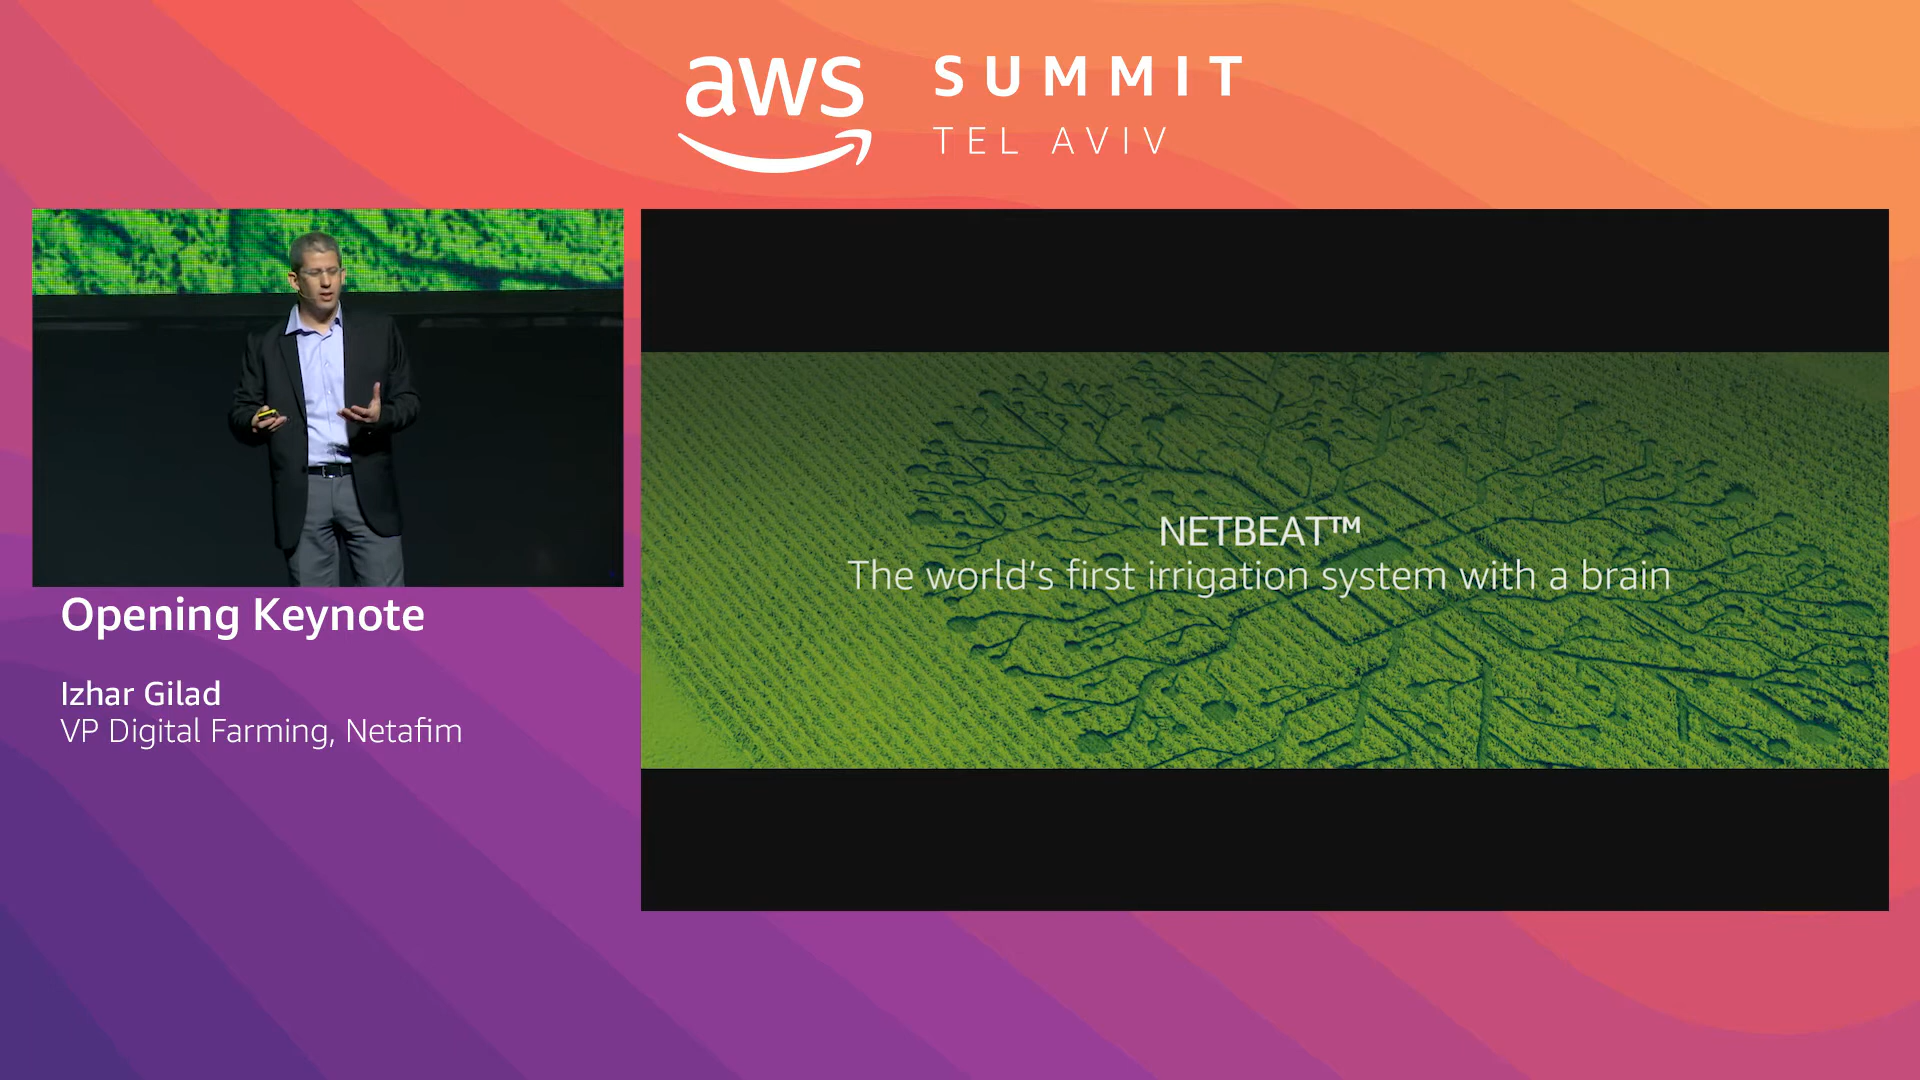 aws
SUMMIT
TEL AVIV
NETBEAT™
The world's first irrigation system with a brain
Opening Keynote
Izhar Gilad
VP Digital Farming, Netafim